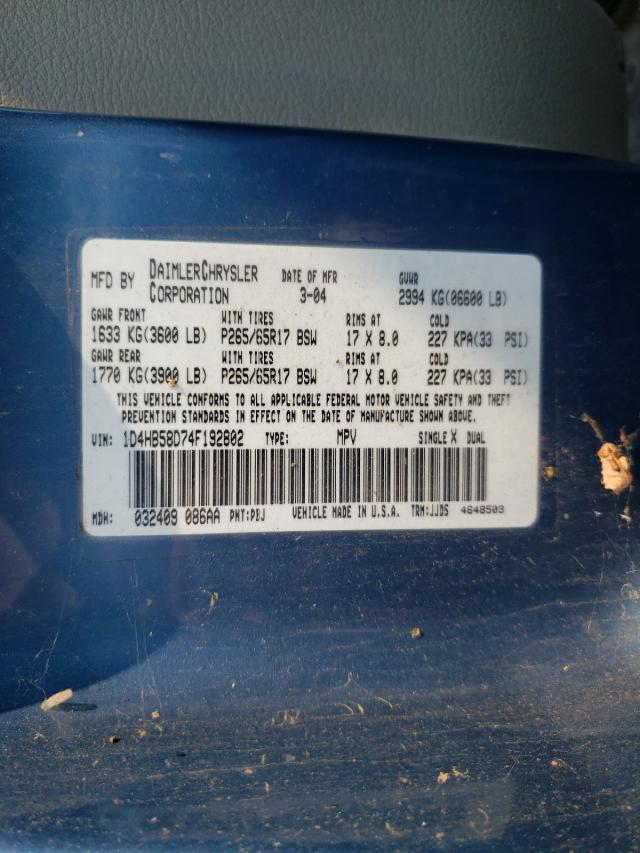 MFD BY DAIMLERCHRYSLER CORPORATION DATE OF MFR 3-04 GVWR 2994 KG(06600 LB)
GAWR FRONT WITH TIRES RIMS AT COLD
1633 KG(3600 LB) P265/65R17 BSW 17 X 8.0 227 KPA(33 PSI)
GAWR REAR WITH TIRES RIMS AT COLD
1770 KG(3900 LB) P265/65R17 BSW 17 X 8.0 227 KPA(33 PSI)
THIS VEHICLE CONFORMS TO ALL APPLICABLE FEDERAL MOTOR VEHICLE SAFETY AND THEFT
PREVENTION STANDARDS IN EFFECT ON THE DATE OF MANUFACTURE SHOWN ABOVE.
VIN: 1D4HB58D74F192802 TYPE: MPV SINGLE X DUAL
MDH: 032409 086AA PNT:PBJ VEHICLE MADE IN U.S.A. TRM:JJDS 4648503